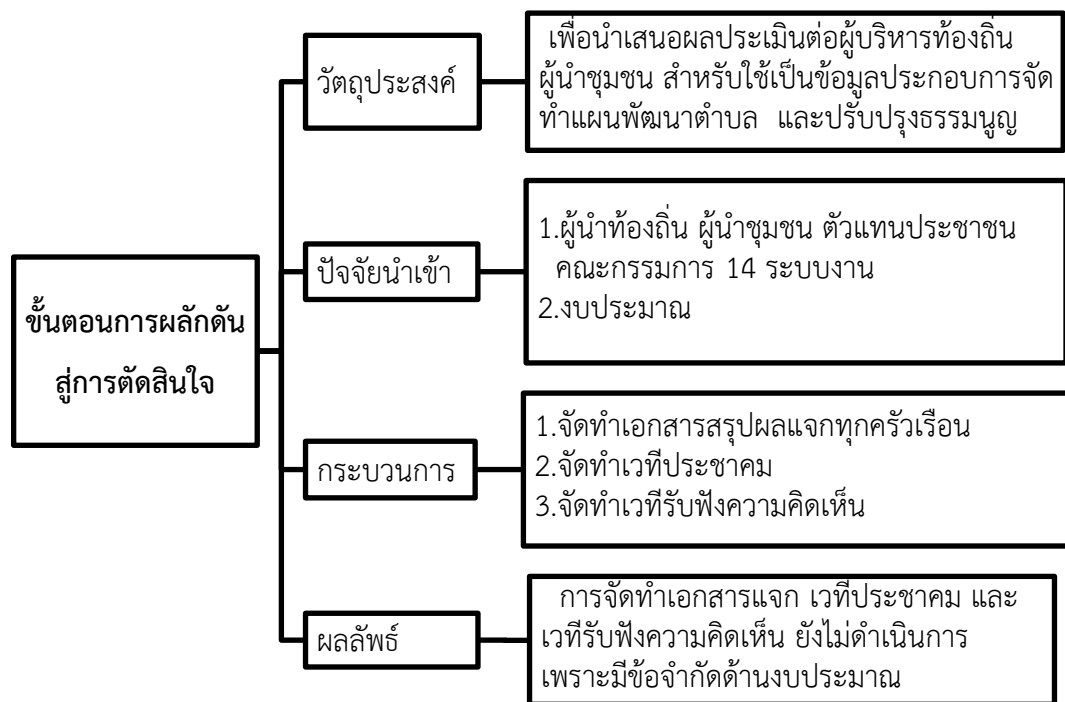 ขั้นตอนการผลักดัน
สู่การตัดสินใจ
วัตถุประสงค์
เพื่อนำเสนอผลประเมินต่อผู้บริหารท้องถิ่น
ผู้นำชุมชน สำหรับใช้เป็นข้อมูลประกอบการจัด
ทำแผนพัฒนาตำบล และปรับปรุงธรรมนูญ
ปัจจัยนำเข้า
1.ผู้นำท้องถิ่น ผู้นำชุมชน ตัวแทนประชาชน
คณะกรรมการ 14 ระบบงาน
2.งบประมาณ
กระบวนการ
1.จัดทำเอกสารสรุปผลแจกทุกครัวเรือน
2.จัดทำเวทีประชาคม
3.จัดทำเวทีรับฟังความคิดเห็น
ผลลัพธ์
การจัดทำเอกสารแจก เวทีประชาคม และ
เวทีรับฟังความคิดเห็น ยังไม่ดำเนินการ
เพราะมีข้อจำกัดด้านงบประมาณ